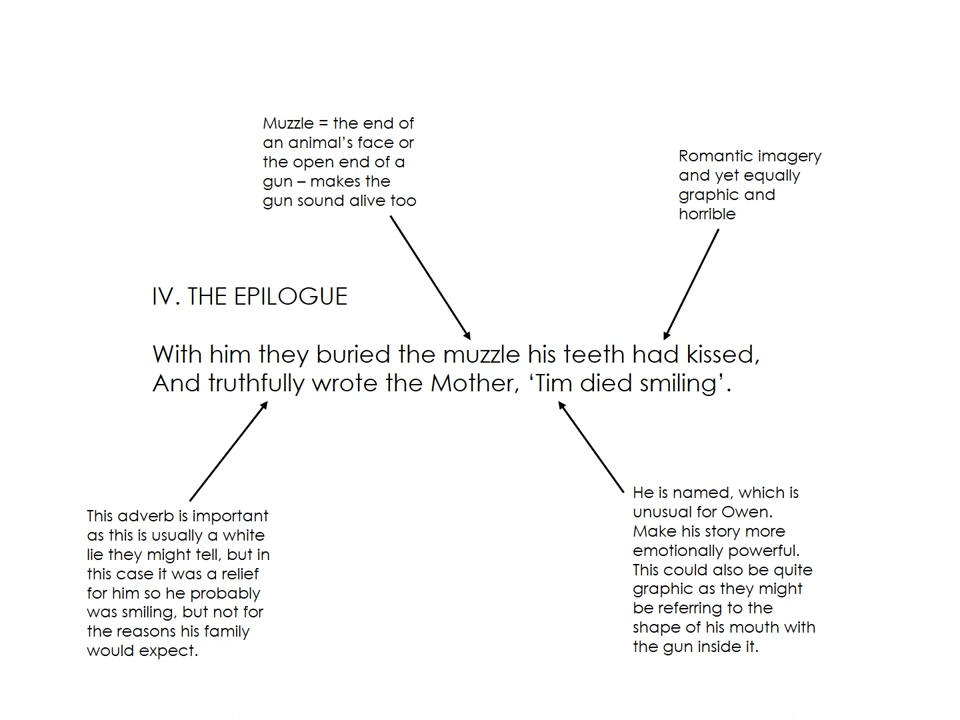 Muzzle = the end of
an animal's face or
the open end of a
gun – makes the
gun sound alive too
Romantic imagery
and yet equally
graphic and
horrible
IV. THE EPILOGUE
With him they buried the muzzle his teeth had kissed,
And truthfully wrote the Mother, ‘Tim died smiling’.
This adverb is important
as this is usually a white
lie they might tell, but in
this case it was a relief
for him so he probably
was smiling, but not for
the reasons his family
would expect.
He is named, which is
unusual for Owen.
Make his story more
emotionally powerful.
This could also be quite
graphic as they might
be referring to the
shape of his mouth with
the gun inside it.